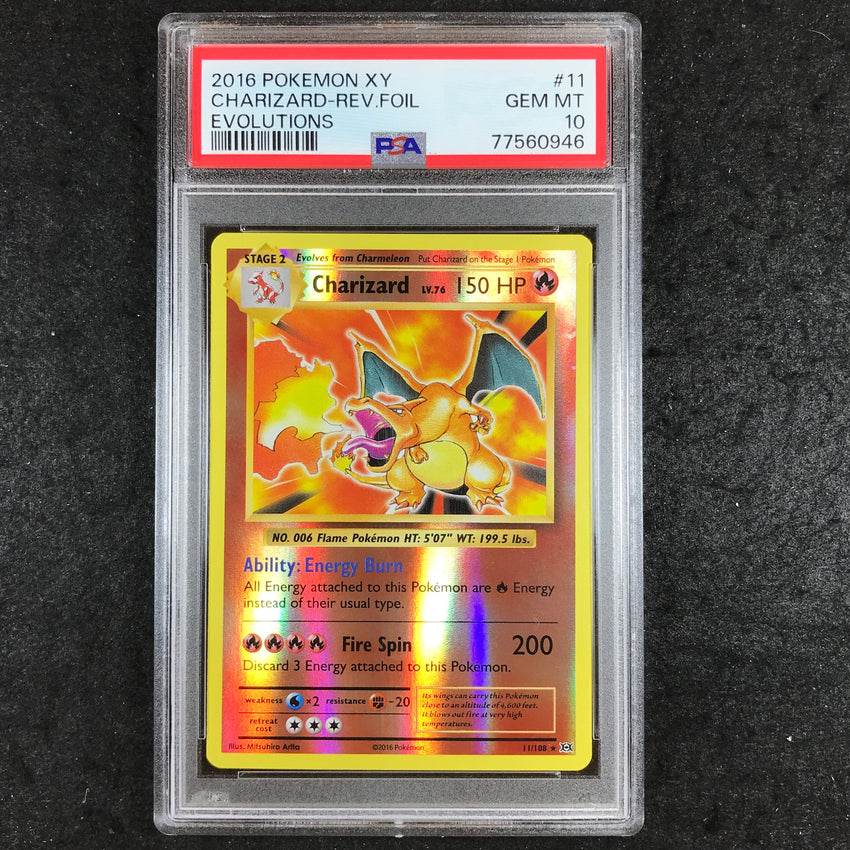 2016 POKEMON XY #11
CHARIZARD-REV.FOIL GEM MT
EVOLUTIONS 10
PSA 77560946
STAGE 2 Evolves from Charmeleon Put Charizard on the Stage 1 Pokémon
Charizard LV.76 150 HP
NO. 006 Flame Pokémon HT: 5'07" WT: 199.5 lbs.
Ability: Energy Burn
All Energy attached to this Pokémon are Energy
instead of their usual type.
Fire Spin 200
Discard 3 Energy attached to this Pokémon.
weakness ×2 resistance -20
retreat
cost
Its wings can carry this Pokémon
close to an altitude of 4,600 feet.
It blows out fire at very high
temperatures.
Illus. Mitsuhiro Arita ©2016 Pokémon 11/108 ★